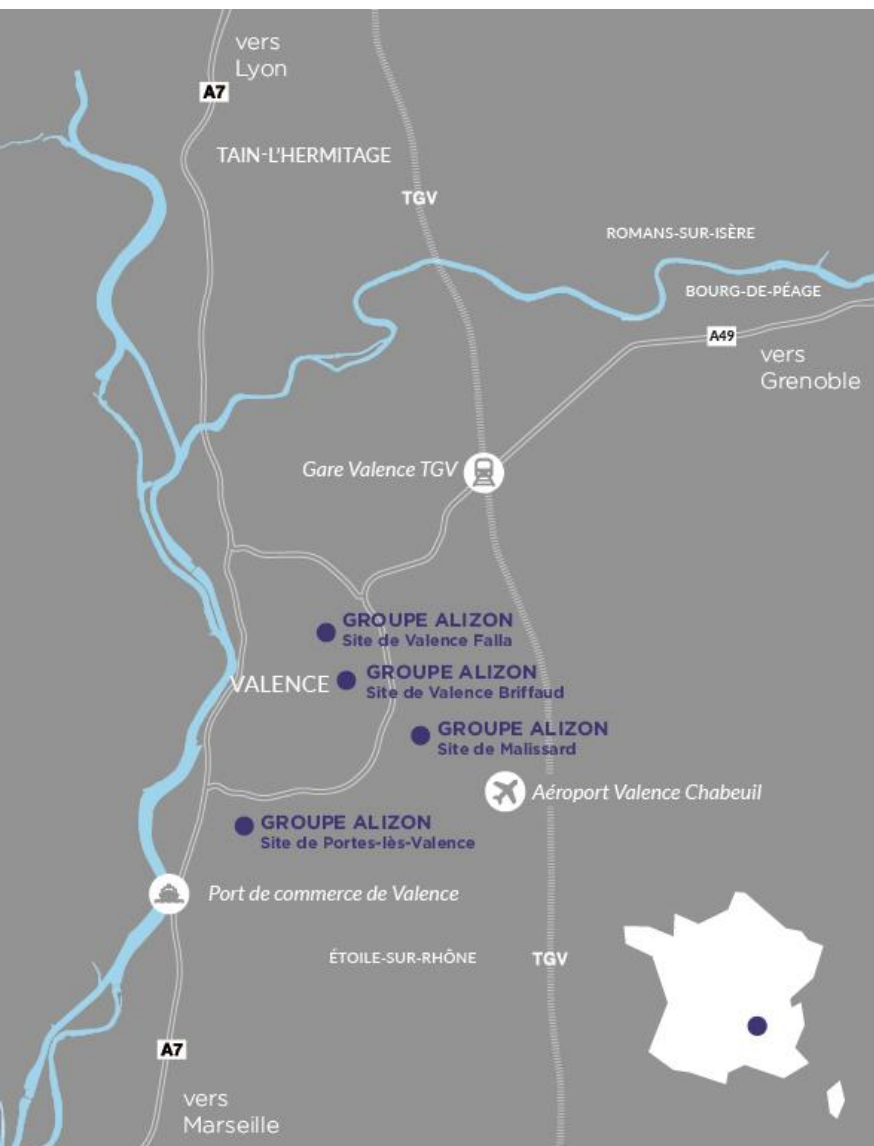 vers
Lyon
A7
TAIN-L'HERMITAGE
TGV
ROMANS-SUR-ISÈRE
BOURG-DE-PÉAGE
A49
vers
Grenoble
Gare Valence TGV
GROUPE ALIZON
Site de Valence Falla
GROUPE ALIZON
Site de Valence Briffaud
VALENCE
GROUPE ALIZON
Site de Malissard
Aéroport Valence Chabeuil
GROUPE ALIZON
Site de Portes-lès-Valence
Port de commerce de Valence
ÉTOILE-SUR-RHÔNE
TGV
A7
vers
Marseille